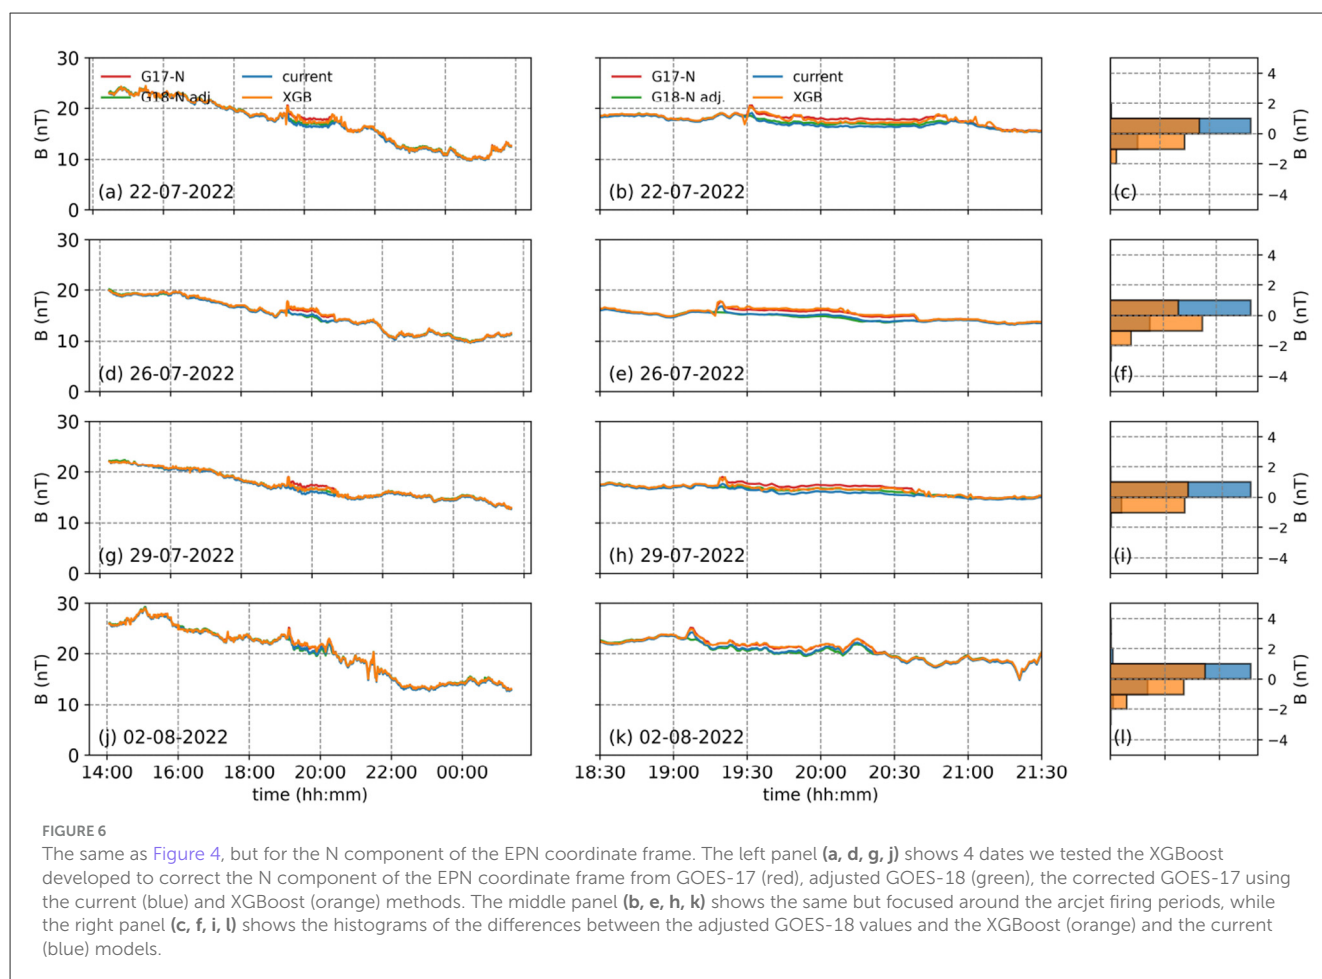 30
20
10
0
B (nT)
G17-N
G18-N adj.
current
XGB
(a) 22-07-2022
G17-N
G18-N adj.
current
XGB
(b) 22-07-2022
4
2
0
−2
−4
B (nT)
(c)
30
20
10
0
B (nT)
(d) 26-07-2022
(e) 26-07-2022
4
2
0
−2
−4
B (nT)
(f)
30
20
10
0
B (nT)
(g) 29-07-2022
(h) 29-07-2022
4
2
0
−2
−4
B (nT)
(i)
30
20
10
0
B (nT)
(j) 02-08-2022
(k) 02-08-2022
4
2
0
−2
−4
B (nT)
(l)
14:00 16:00 18:00 20:00 22:00 00:00
time (hh:mm)
18:30 19:00 19:30 20:00 20:30 21:00 21:30
time (hh:mm)
FIGURE 6
The same as Figure 4, but for the N component of the EPN coordinate frame. The left panel (a, d, g, j) shows 4 dates we tested the XGBoost
developed to correct the N component of the EPN coordinate frame from GOES-17 (red), adjusted GOES-18 (green), the corrected GOES-17 using
the current (blue) and XGBoost (orange) methods. The middle panel (b, e, h, k) shows the same but focused around the arcjet firing periods, while
the right panel (c, f, i, l) shows the histograms of the differences between the adjusted GOES-18 values and the XGBoost (orange) and the current
(blue) models.